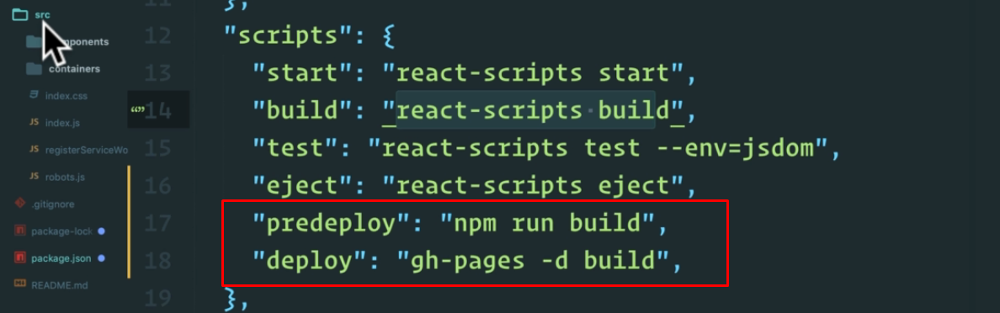 src
components
containers
index.css
index.js
registerServiceWo
robots.js
.gitignore
package-lock
package.json
README.md
11 },
12 "scripts": {
13 "start": "react-scripts start",
14 "build": "react-scripts build",
15 "test": "react-scripts test --env=jsdom",
16 "eject": "react-scripts eject",
17 "predeploy": "npm run build",
18 "deploy": "gh-pages -d build",
19 },